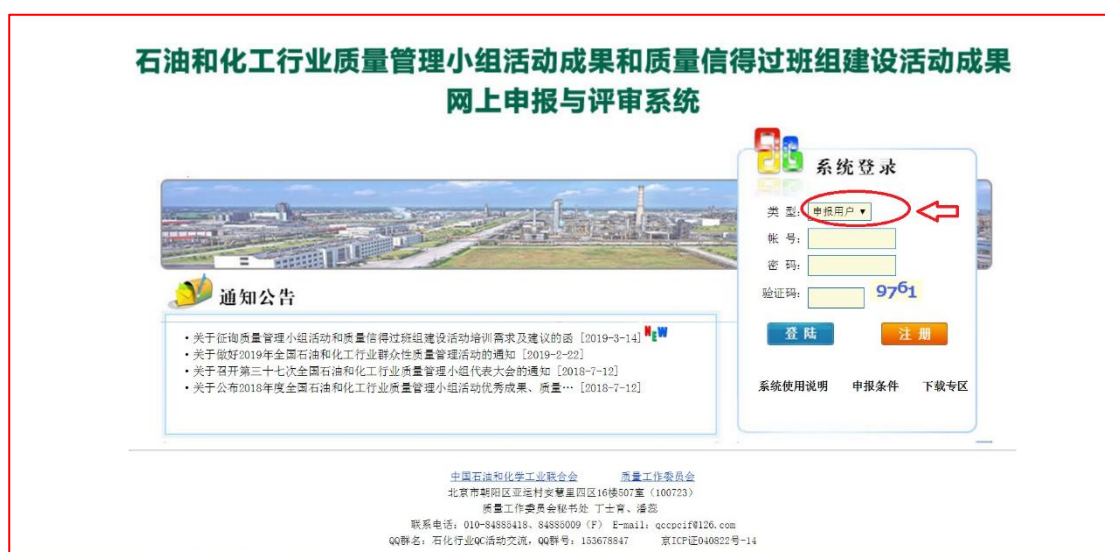 石油和化工行业质量管理小组活动成果和质量信得过班组建设活动成果
网上申报与评审系统
系统登录
类 型: 申报用户 ▼
帐 号:
密 码:
验证码: 9761
登 陆 注 册
系统使用说明 申报条件 下载专区
通知公告
• 关于征询质量管理小组活动和质量信得过班组建设活动培训需求及建议的函 [2019-3-14] NEW
• 关于做好2019年全国石油和化工行业群众性质量管理活动的通知 [2019-2-22]
• 关于召开第三十七次全国石油和化工行业质量管理小组代表大会的通知 [2018-7-12]
• 关于公布2018年度全国石油和化工行业质量管理小组活动优秀成果、质量… [2018-7-12]
中国石油和化学工业联合会 质量工作委员会
北京市朝阳区亚运村安慧里四区16楼507室（100723）
质量工作委员会秘书处 丁士育、潘蕊
联系电话: 010-84885418、84885009（F） E-mail: qccpcif@126.com
QQ群名: 石化行业QC活动交流, QQ群号: 153678847 京ICP证040822号-14